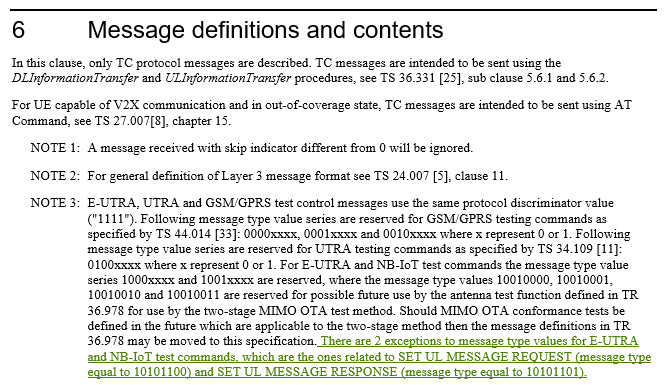 6 Message definitions and contents
In this clause, only TC protocol messages are described. TC messages are intended to be sent using the
DLInformationTransfer and ULInformationTransfer procedures, see TS 36.331 [25], sub clause 5.6.1 and 5.6.2.
For UE capable of V2X communication and in out-of-coverage state, TC messages are intended to be sent using AT
Command, see TS 27.007[8], chapter 15.
NOTE 1: A message received with skip indicator different from 0 will be ignored.
NOTE 2: For general definition of Layer 3 message format see TS 24.007 [5], clause 11.
NOTE 3: E-UTRA, UTRA and GSM/GPRS test control messages use the same protocol discriminator value
("1111"). Following message type value series are reserved for GSM/GPRS testing commands as
specified by TS 44.014 [33]: 0000xxxx, 0001xxxx and 0010xxxx where x represent 0 or 1. Following
message type value series are reserved for UTRA testing commands as specified by TS 34.109 [11]:
0100xxxx where x represent 0 or 1. For E-UTRA and NB-IoT test commands the message type value
series 1000xxxx and 1001xxxx are reserved, where the message type values 10010000, 10010001,
10010010 and 10010011 are reserved for possible future use by the antenna test function defined in TR
36.978 for use by the two-stage MIMO OTA test method. Should MIMO OTA conformance tests be
defined in the future which are applicable to the two-stage method then the message definitions in TR
36.978 may be moved to this specification. There are 2 exceptions to message type values for E-UTRA
and NB-IoT test commands, which are the ones related to SET UL MESSAGE REQUEST (message type
equal to 10101100) and SET UL MESSAGE RESPONSE (message type equal to 10101101).